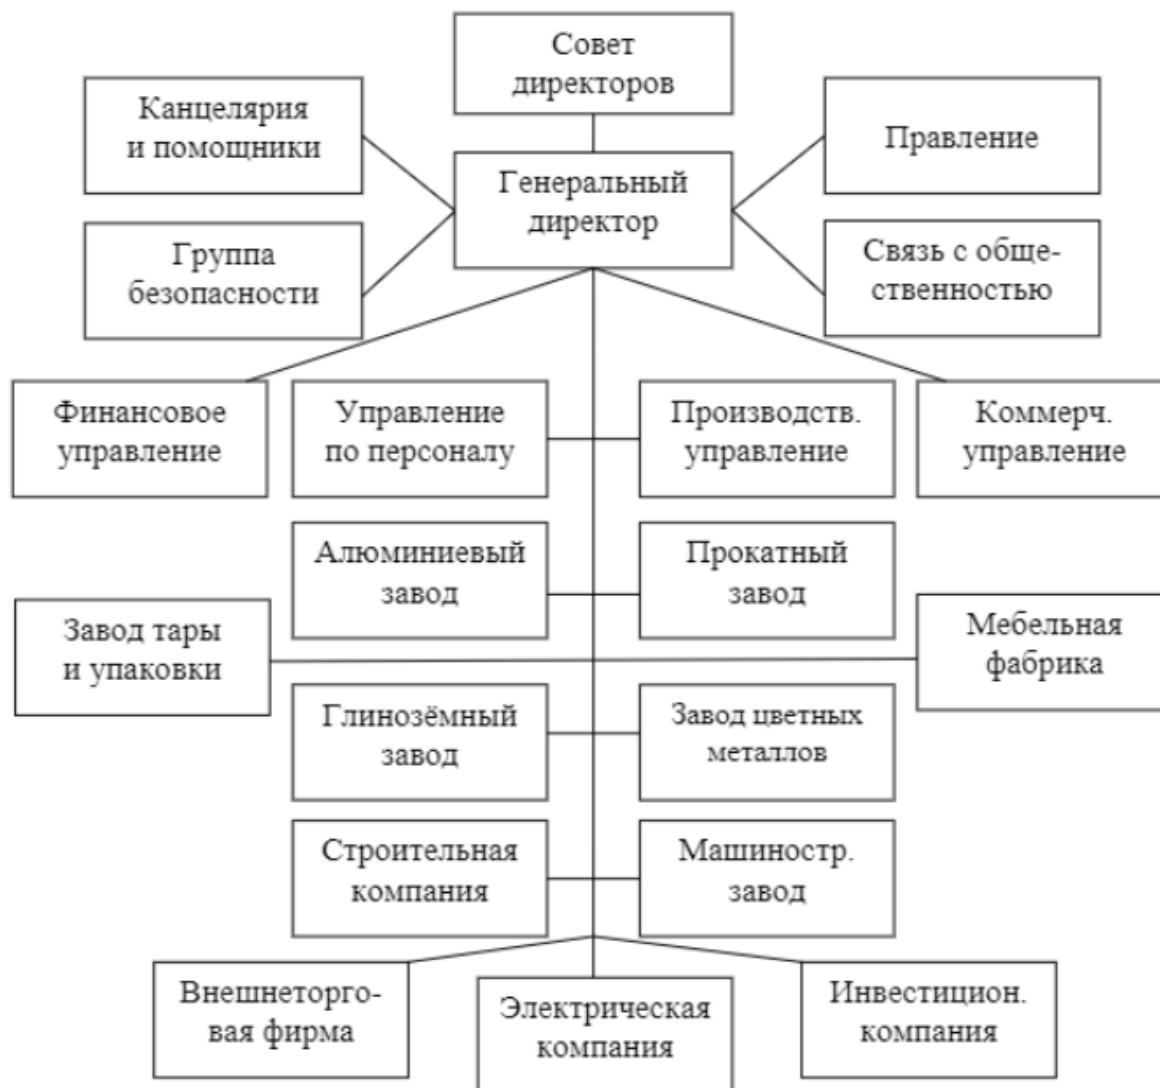 Совет
директоров
Канцелярия
и помощники
Правление
Генеральный
директор
Группа
безопасности
Связь с обще-
ственностью
Финансовое
управление
Управление
по персоналу
Производств.
управление
Коммерч.
управление
Алюминиевый
завод
Прокатный
завод
Завод тары
и упаковки
Мебельная
фабрика
Глинозёмный
завод
Завод цветных
металлов
Строительная
компания
Машиностр.
завод
Внешнеторго-
вая фирма
Электрическая
компания
Инвестицион.
компания